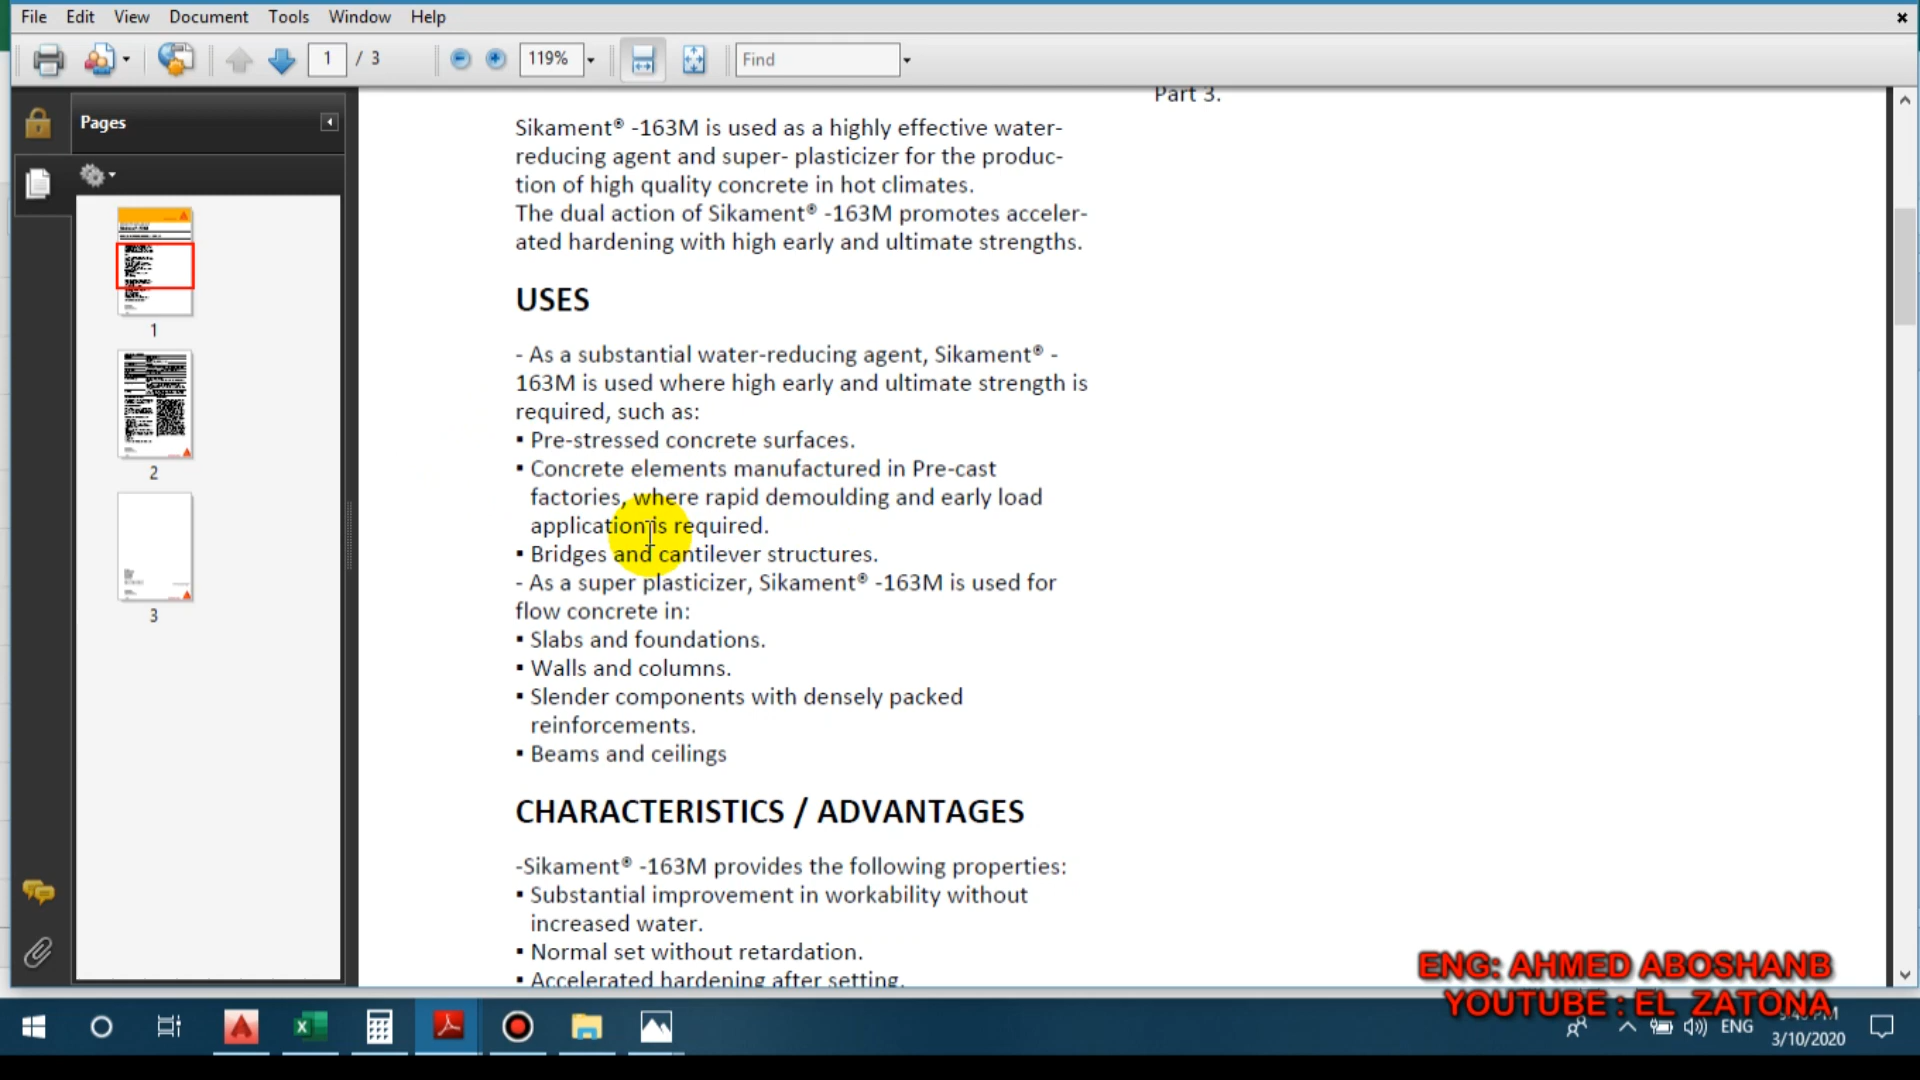 File Edit View Document Tools Window Help
1 / 3 119% Find
Pages
1
2
3
Part 3.
Sikament® -163M is used as a highly effective water-
reducing agent and super- plasticizer for the produc-
tion of high quality concrete in hot climates.
The dual action of Sikament® -163M promotes acceler-
ated hardening with high early and ultimate strengths.
USES
- As a substantial water-reducing agent, Sikament® -
163M is used where high early and ultimate strength is
required, such as:
▪ Pre-stressed concrete surfaces.
▪ Concrete elements manufactured in Pre-cast
factories, where rapid demoulding and early load
application is required.
▪ Bridges and cantilever structures.
- As a super plasticizer, Sikament® -163M is used for
flow concrete in:
▪ Slabs and foundations.
▪ Walls and columns.
▪ Slender components with densely packed
reinforcements.
▪ Beams and ceilings
CHARACTERISTICS / ADVANTAGES
-Sikament® -163M provides the following properties:
▪ Substantial improvement in workability without
increased water.
▪ Normal set without retardation.
▪ Accelerated hardening after setting.
ENG: AHMED ABOSHANB
YOUTUBE : EL ZATONA
ENG
3/10/2020